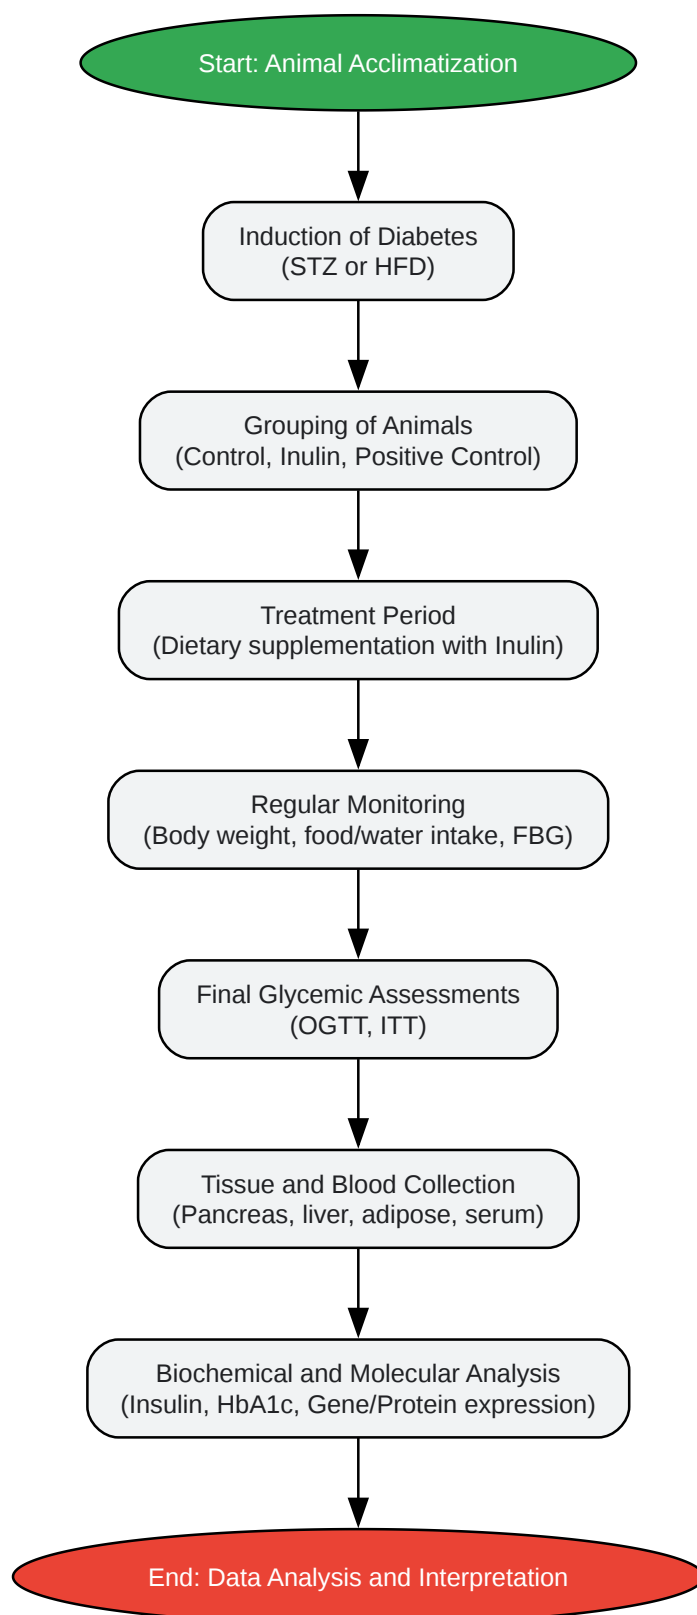 Start: Animal Acclimatization
Induction of Diabetes
(STZ or HFD)
Grouping of Animals
(Control, Inulin, Positive Control)
Treatment Period
(Dietary supplementation with Inulin)
Regular Monitoring
(Body weight, food/water intake, FBG)
Final Glycemic Assessments
(OGTT, ITT)
Tissue and Blood Collection
(Pancreas, liver, adipose, serum)
Biochemical and Molecular Analysis
(Insulin, HbA1c, Gene/Protein expression)
End: Data Analysis and Interpretation